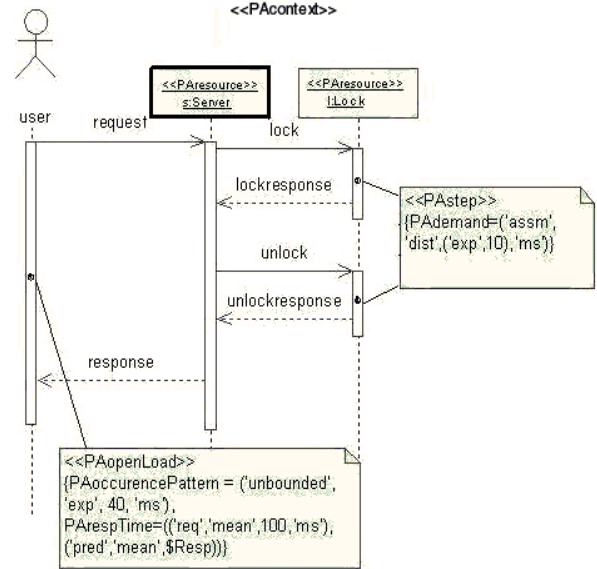 <<PAcontext>>
<<PAresource>>
s:Server
<<PAresource>>
l:Lock
user
request
lock
lockresponse
<<PAstep>>
{PAdemand=('assm',
'dist',('exp',10),'ms')}
unlock
unlockresponse
response
<<PAopenLoad>>
{PAoccurencePattern = ('unbounded',
'exp', 40, 'ms'),
PArespTime=(('req','mean',100,'ms'),
('pred','mean',$Resp))}